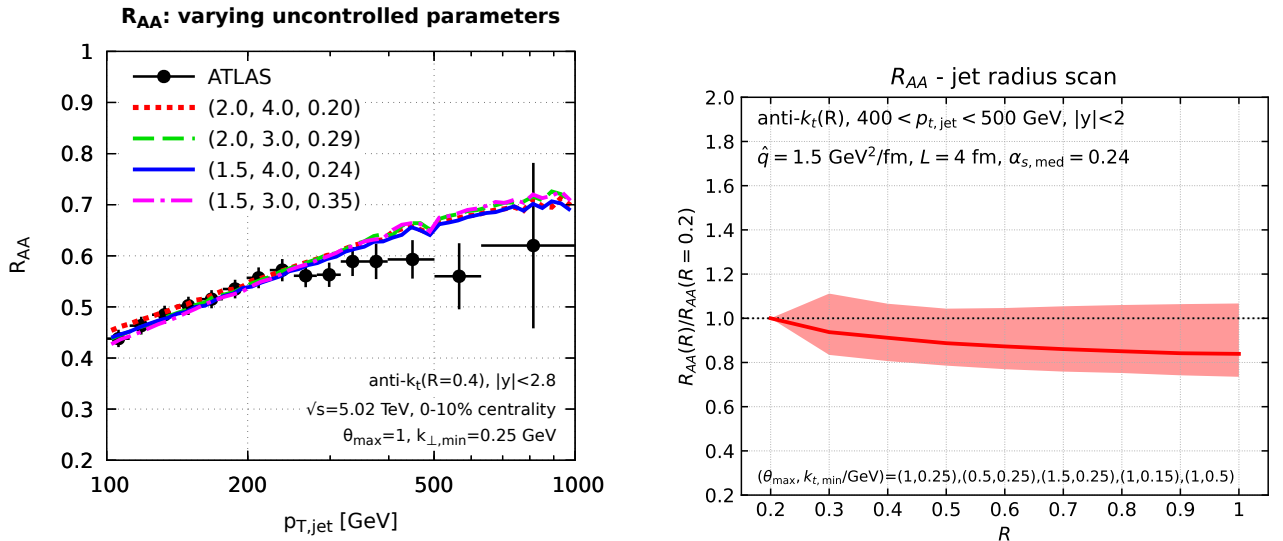 R_AA: varying uncontrolled parameters
1
0.9
0.8
0.7
0.6
0.5
0.4
0.3
0.2
R_AA
ATLAS
(2.0, 4.0, 0.20)
(2.0, 3.0, 0.29)
(1.5, 4.0, 0.24)
(1.5, 3.0, 0.35)
anti-k_t(R=0.4), |y|<2.8
√s=5.02 TeV, 0-10% centrality
θ_max=1, k_⊥,min=0.25 GeV
100 200 500 1000
p_T,jet [GeV]
R_AA - jet radius scan
2.0
1.8
1.6
1.4
1.2
1.0
0.8
0.6
0.4
0.2
R_AA(R)/R_AA(R = 0.2)
anti-k_t(R), 400 < p_t,jet < 500 GeV, |y|<2
q̂ = 1.5 GeV²/fm, L = 4 fm, α_s,med = 0.24
(θ_max, k_t,min/GeV)=(1,0.25),(0.5,0.25),(1.5,0.25),(1,0.15),(1,0.5)
0.2 0.3 0.4 0.5 0.6 0.7 0.8 0.9 1
R